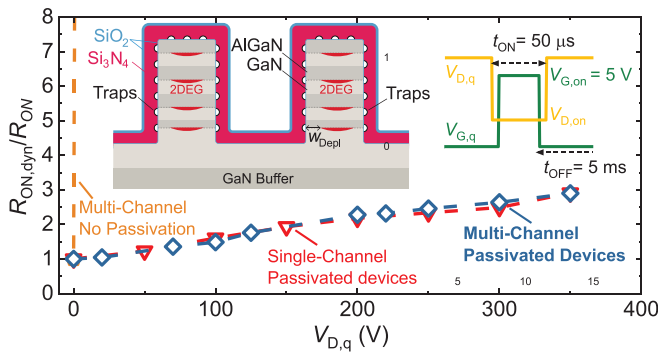 8
7
6
5
4
3
2
1
0
R_ON,dyn/R_ON
SiO₂
Si₃N₄
Traps
AlGaN
GaN
2DEG
2DEG
Traps
w_Depl
GaN Buffer
1
0
t_ON = 50 μs
V_D,q
V_G,on = 5 V
V_G,q
V_D,on
t_OFF = 5 ms
Multi-Channel
No Passivation
Single-Channel
Passivated devices
Multi-Channel
Passivated Devices
5 10 15
0 100 200 300 400
V_D,q (V)